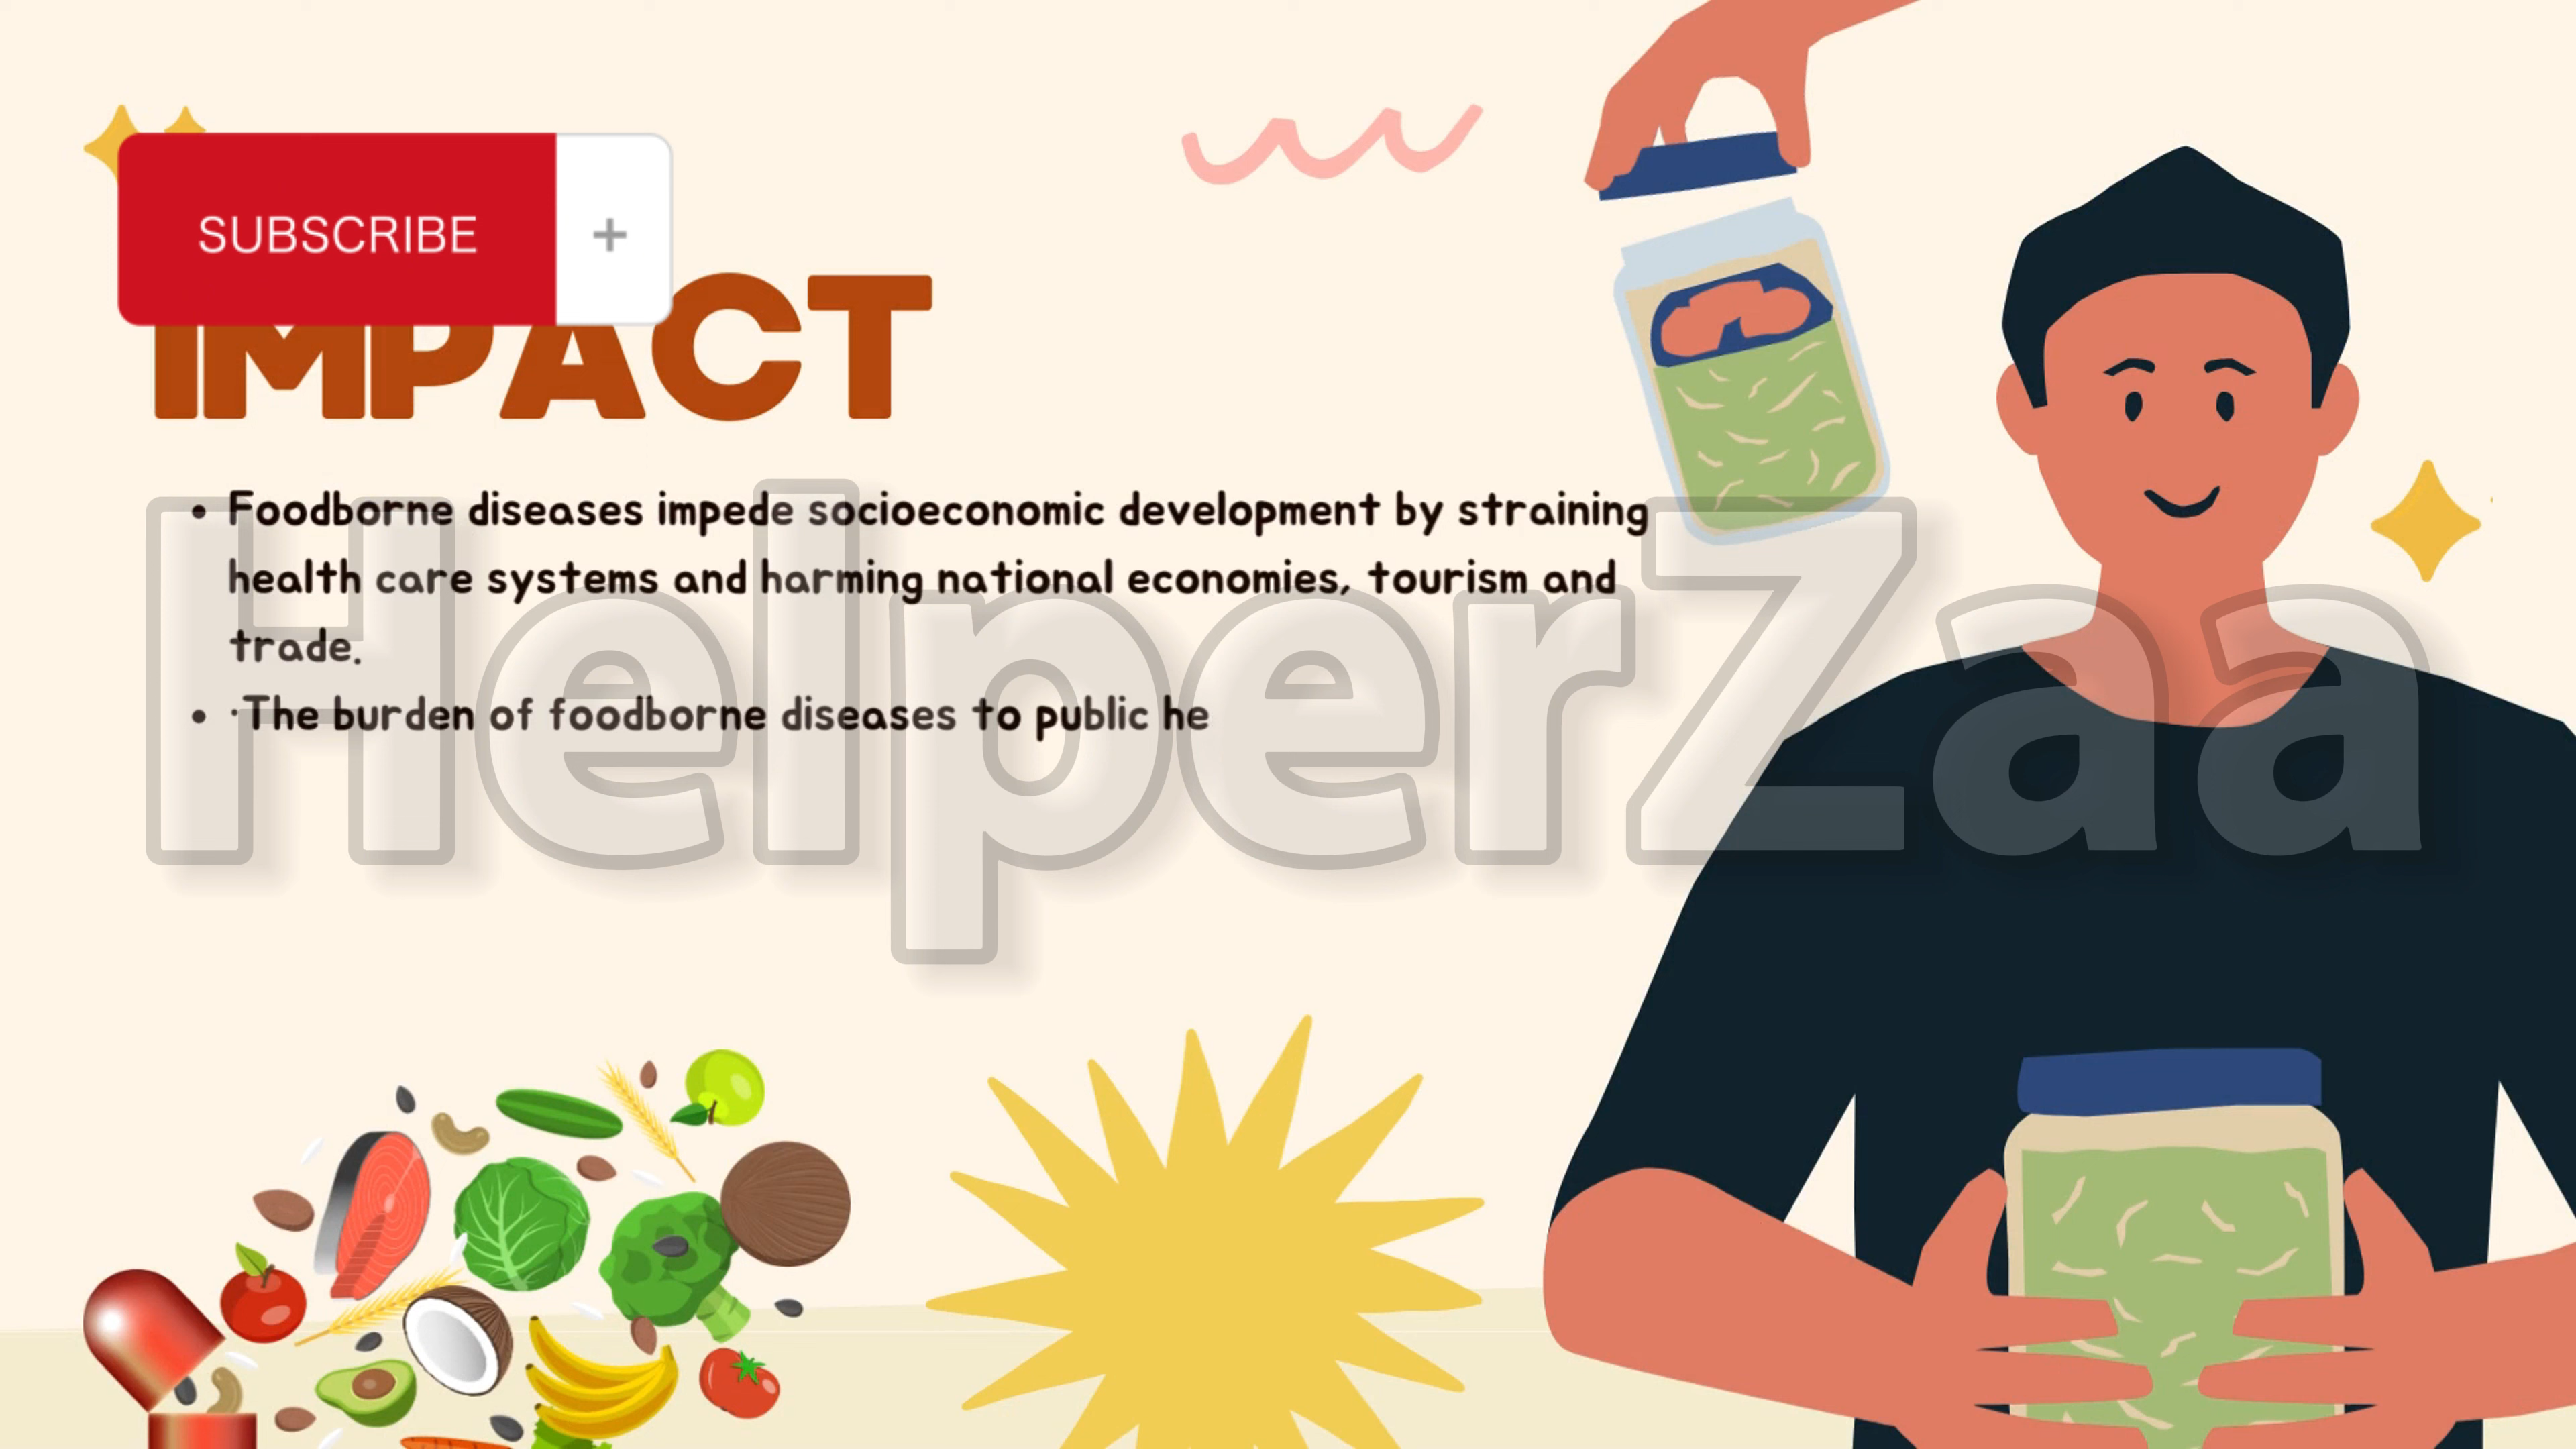 SUBSCRIBE +
IMPACT
• Foodborne diseases impede socioeconomic development by straining
health care systems and harming national economies, tourism and
trade.
• ·The burden of foodborne diseases to public he
HelperZaa